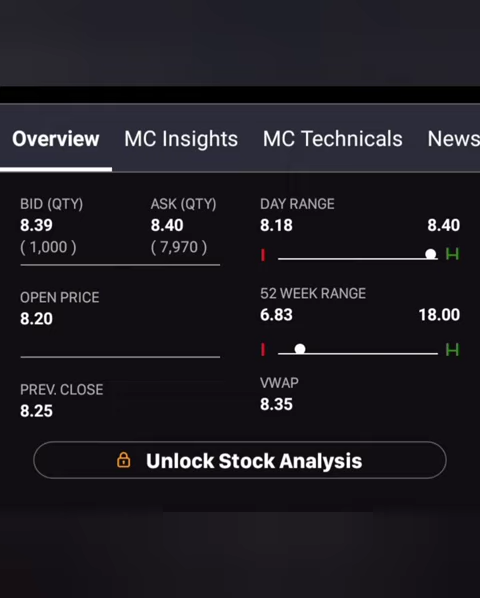 Overview MC Insights MC Technicals News
BID (QTY) ASK (QTY) DAY RANGE
8.39 8.40 8.18 8.40
( 1,000 ) ( 7,970 )
L H
OPEN PRICE 52 WEEK RANGE
8.20 6.83 18.00
L H
PREV. CLOSE VWAP
8.25 8.35
Unlock Stock Analysis